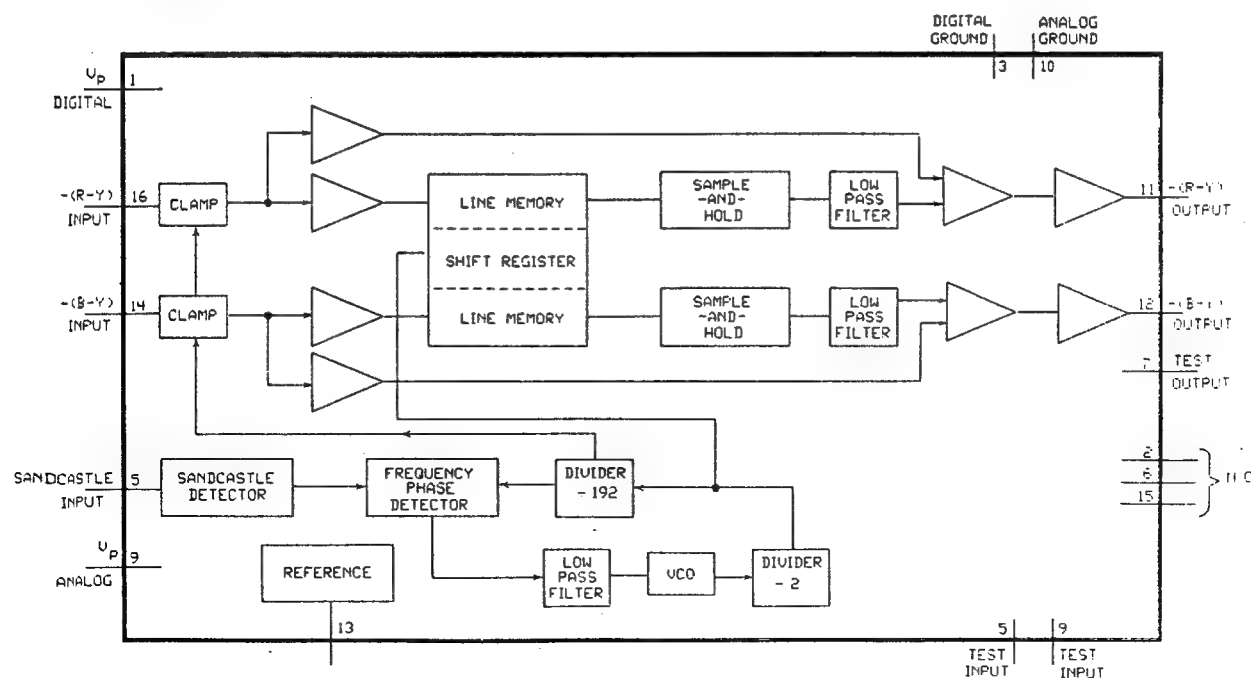 DIGITAL
GROUND
3
ANALOG
GROUND
10
VP
1
DIGITAL
-(R-Y)
INPUT
16
CLAMP
LINE MEMORY
SAMPLE
-AND-
HOLD
LOW
PASS
FILTER
11
-(R-Y)
OUTPUT
SHIFT REGISTER
-(B-Y)
INPUT
14
CLAMP
LINE MEMORY
SAMPLE
-AND-
HOLD
LOW
PASS
FILTER
12
-(B-Y)
OUTPUT
7
TEST
OUTPUT
SANDCASTLE
INPUT
5
SANDCASTLE
DETECTOR
FREQUENCY
PHASE
DETECTOR
DIVIDER
-192
2
6
15
VP
9
ANALOG
REFERENCE
LOW
PASS
FILTER
VCO
DIVIDER
-2
13
5
TEST
INPUT
9
TEST
INPUT